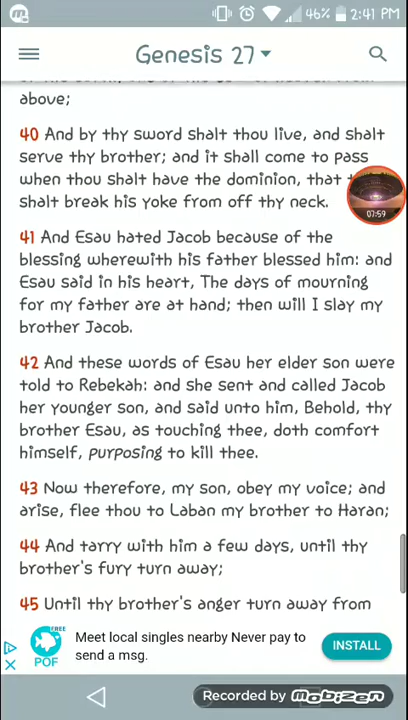 46% 2:41 PM
Genesis 27
above;
40 And by thy sword shalt thou live, and shalt
serve thy brother; and it shall come to pass
when thou shalt have the dominion, that
shalt break his yoke from off thy neck.
07:59
41 And Esau hated Jacob because of the
blessing wherewith his father blessed him: and
Esau said in his heart, The days of mourning
for my father are at hand; then will I slay my
brother Jacob.
42 And these words of Esau her elder son were
told to Rebekah: and she sent and called Jacob
her younger son, and said unto him, Behold, thy
brother Esau, as touching thee, doth comfort
himself, purposing to kill thee.
43 Now therefore, my son, obey my voice; and
arise, flee thou to Laban my brother to Haran;
44 And tarry with him a few days, until thy
brother's fury turn away;
45 Until thy brother's anger turn away from
FREE
POF
Meet local singles nearby Never pay to
send a msg.
INSTALL
Recorded by mobizen